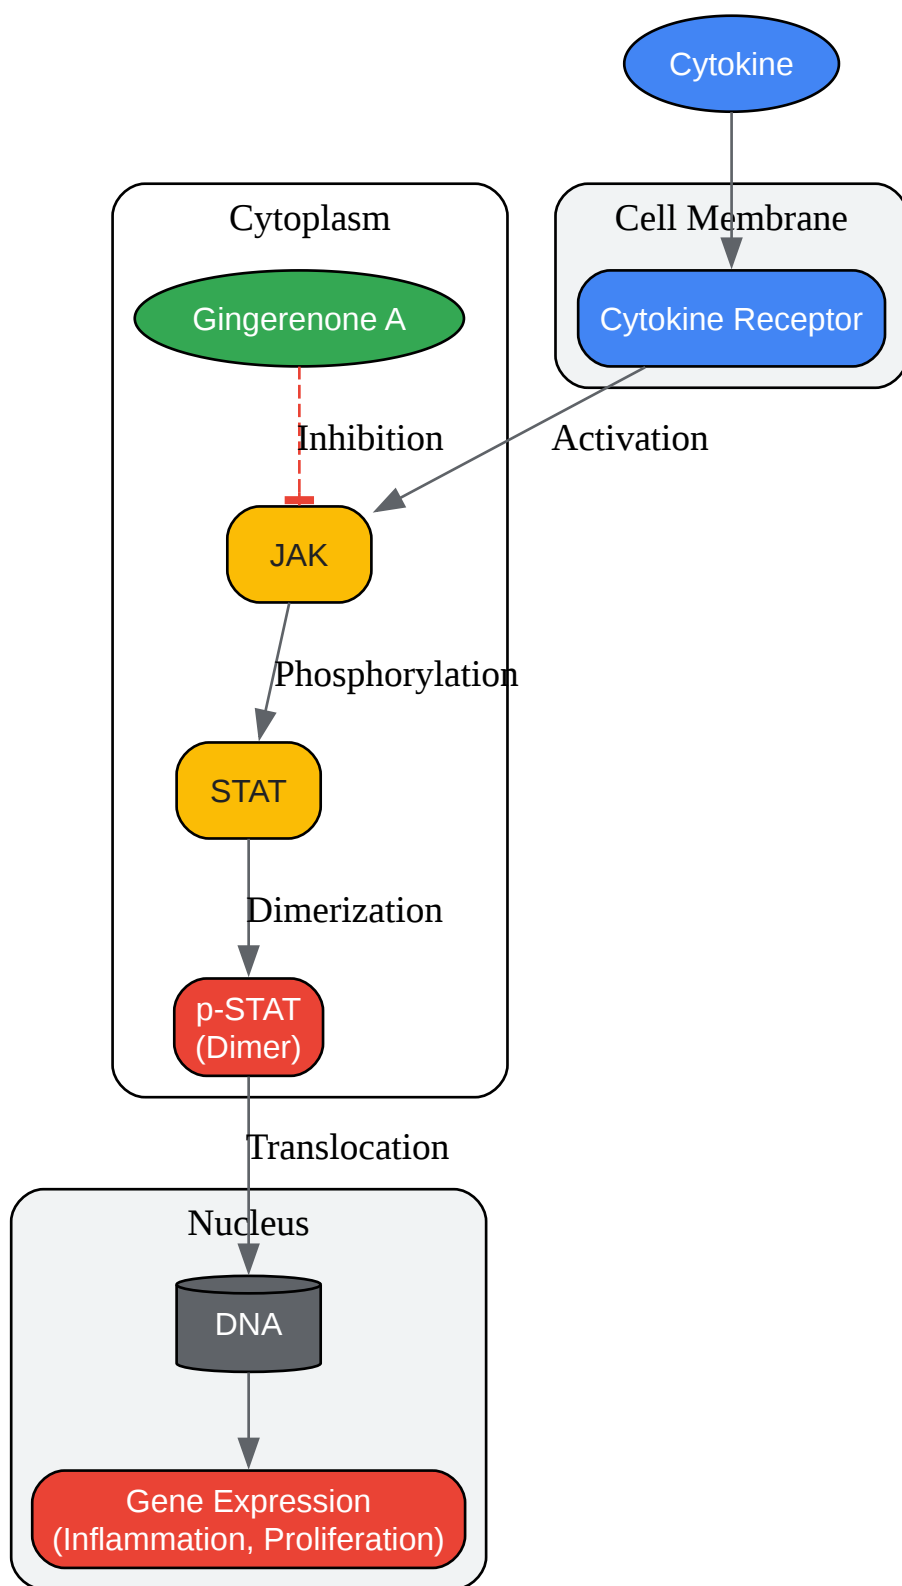 Cytokine
Cytoplasm
Cell Membrane
Gingerenone A
Cytokine Receptor
Inhibition
Activation
JAK
Phosphorylation
STAT
Dimerization
p-STAT
(Dimer)
Translocation
Nucleus
DNA
Gene Expression
(Inflammation, Proliferation)